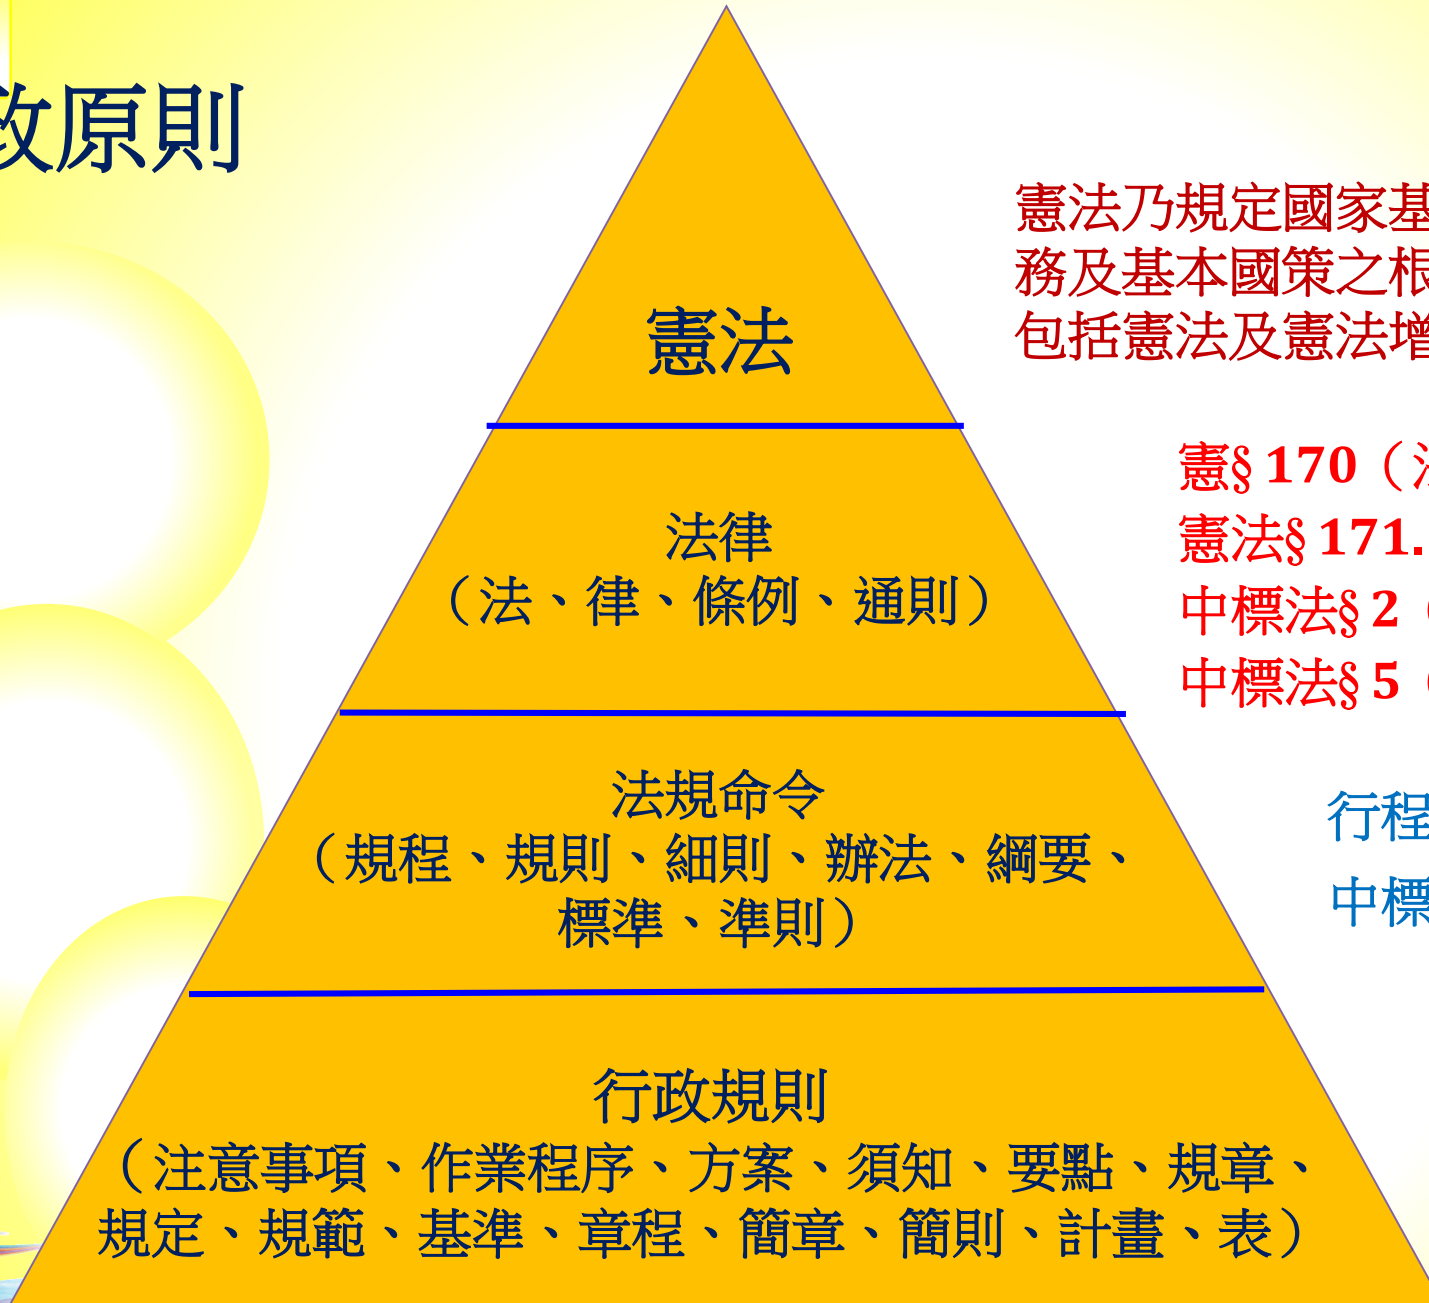 政原則
憲法乃規定國家基
務及基本國策之根
包括憲法及憲法增
憲法
憲§170（法
憲法§171.
法律
（法、律、條例、通則）
中標法§2（
中標法§5（
法規命令
（規程、規則、細則、辦法、綱要、
標準、準則）
行程
中標
行政規則
（注意事項、作業程序、方案、須知、要點、規章、
規定、規範、基準、章程、簡章、簡則、計畫、表）